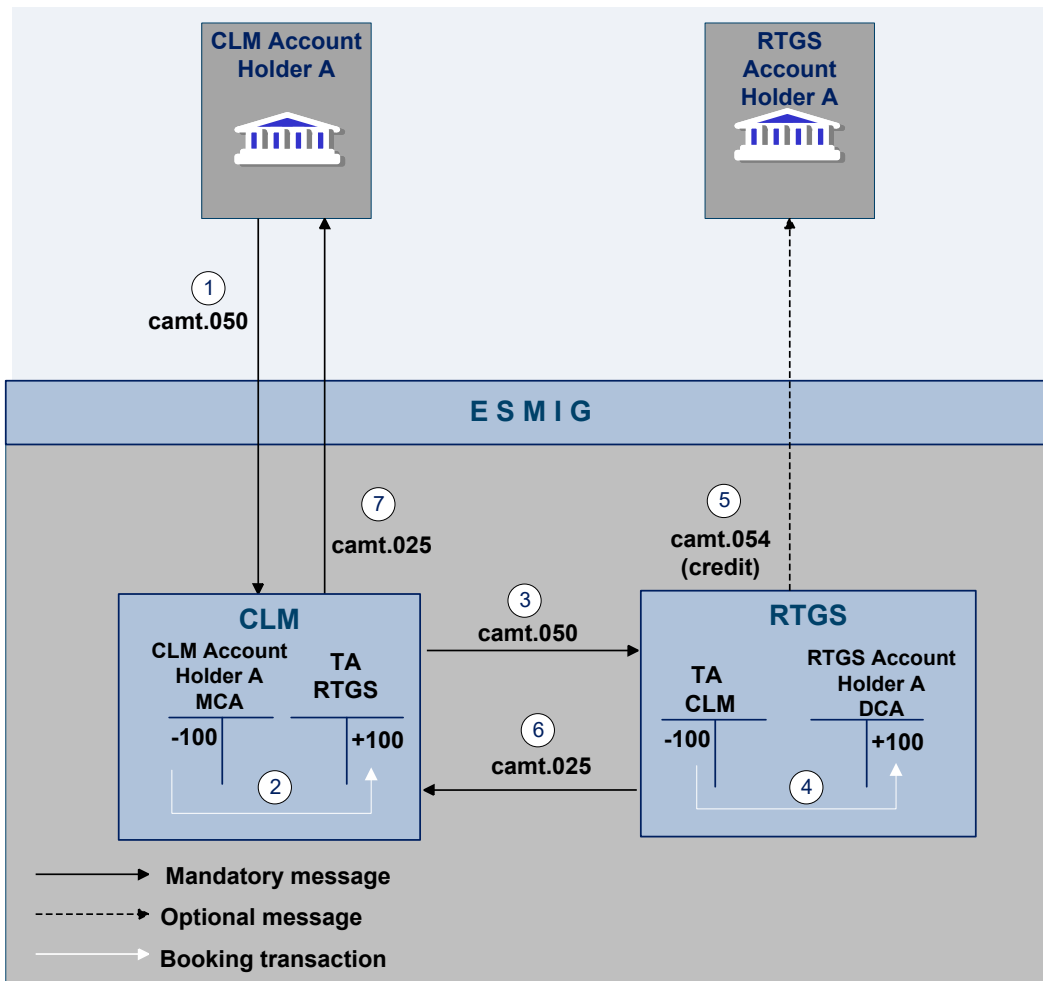 CLM Account
Holder A
RTGS
Account
Holder A
1
camt.050
E S M I G
7
camt.025
5
camt.054
(credit)
3
camt.050
CLM
CLM Account
Holder A
MCA
TA
RTGS
-100
+100
2
6
camt.025
RTGS
TA
CLM
RTGS Account
Holder A
DCA
-100
+100
4
Mandatory message
Optional message
Booking transaction